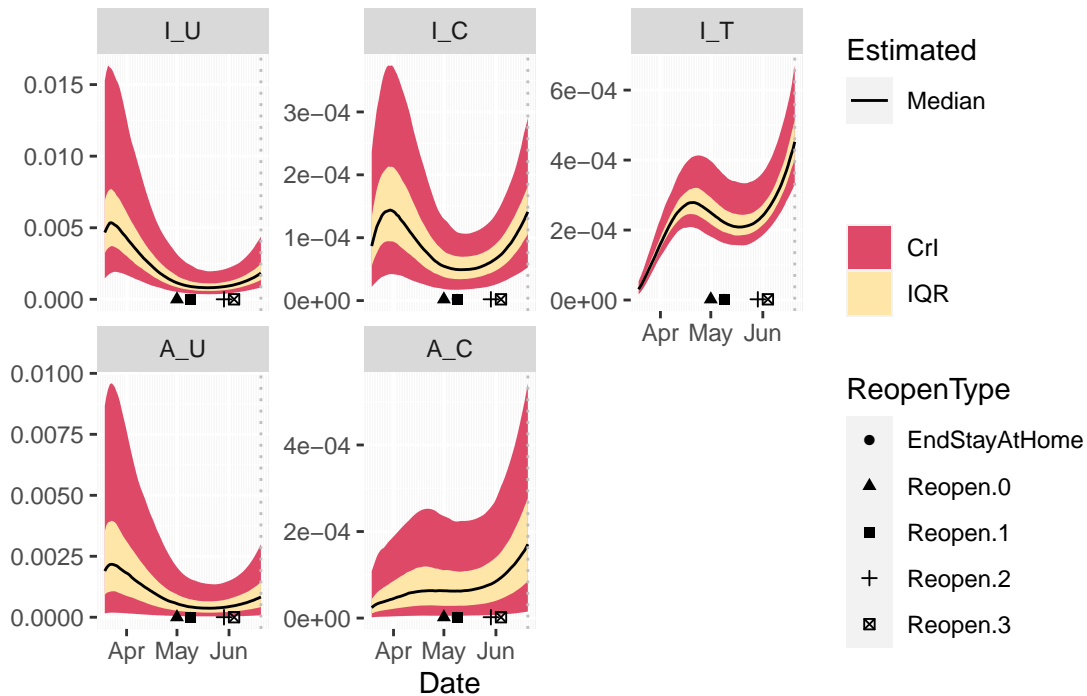 I_U
I_C
I_T
0.015
0.010
0.005
0.000
3e−04
2e−04
1e−04
0e+00
6e−04
4e−04
2e−04
0e+00
Apr May Jun
A_U
A_C
0.0100
0.0075
0.0050
0.0025
0.0000
4e−04
2e−04
0e+00
Apr May Jun
Apr May Jun
Date
Estimated
Median
CrI
IQR
ReopenType
EndStayAtHome
Reopen.0
Reopen.1
Reopen.2
Reopen.3